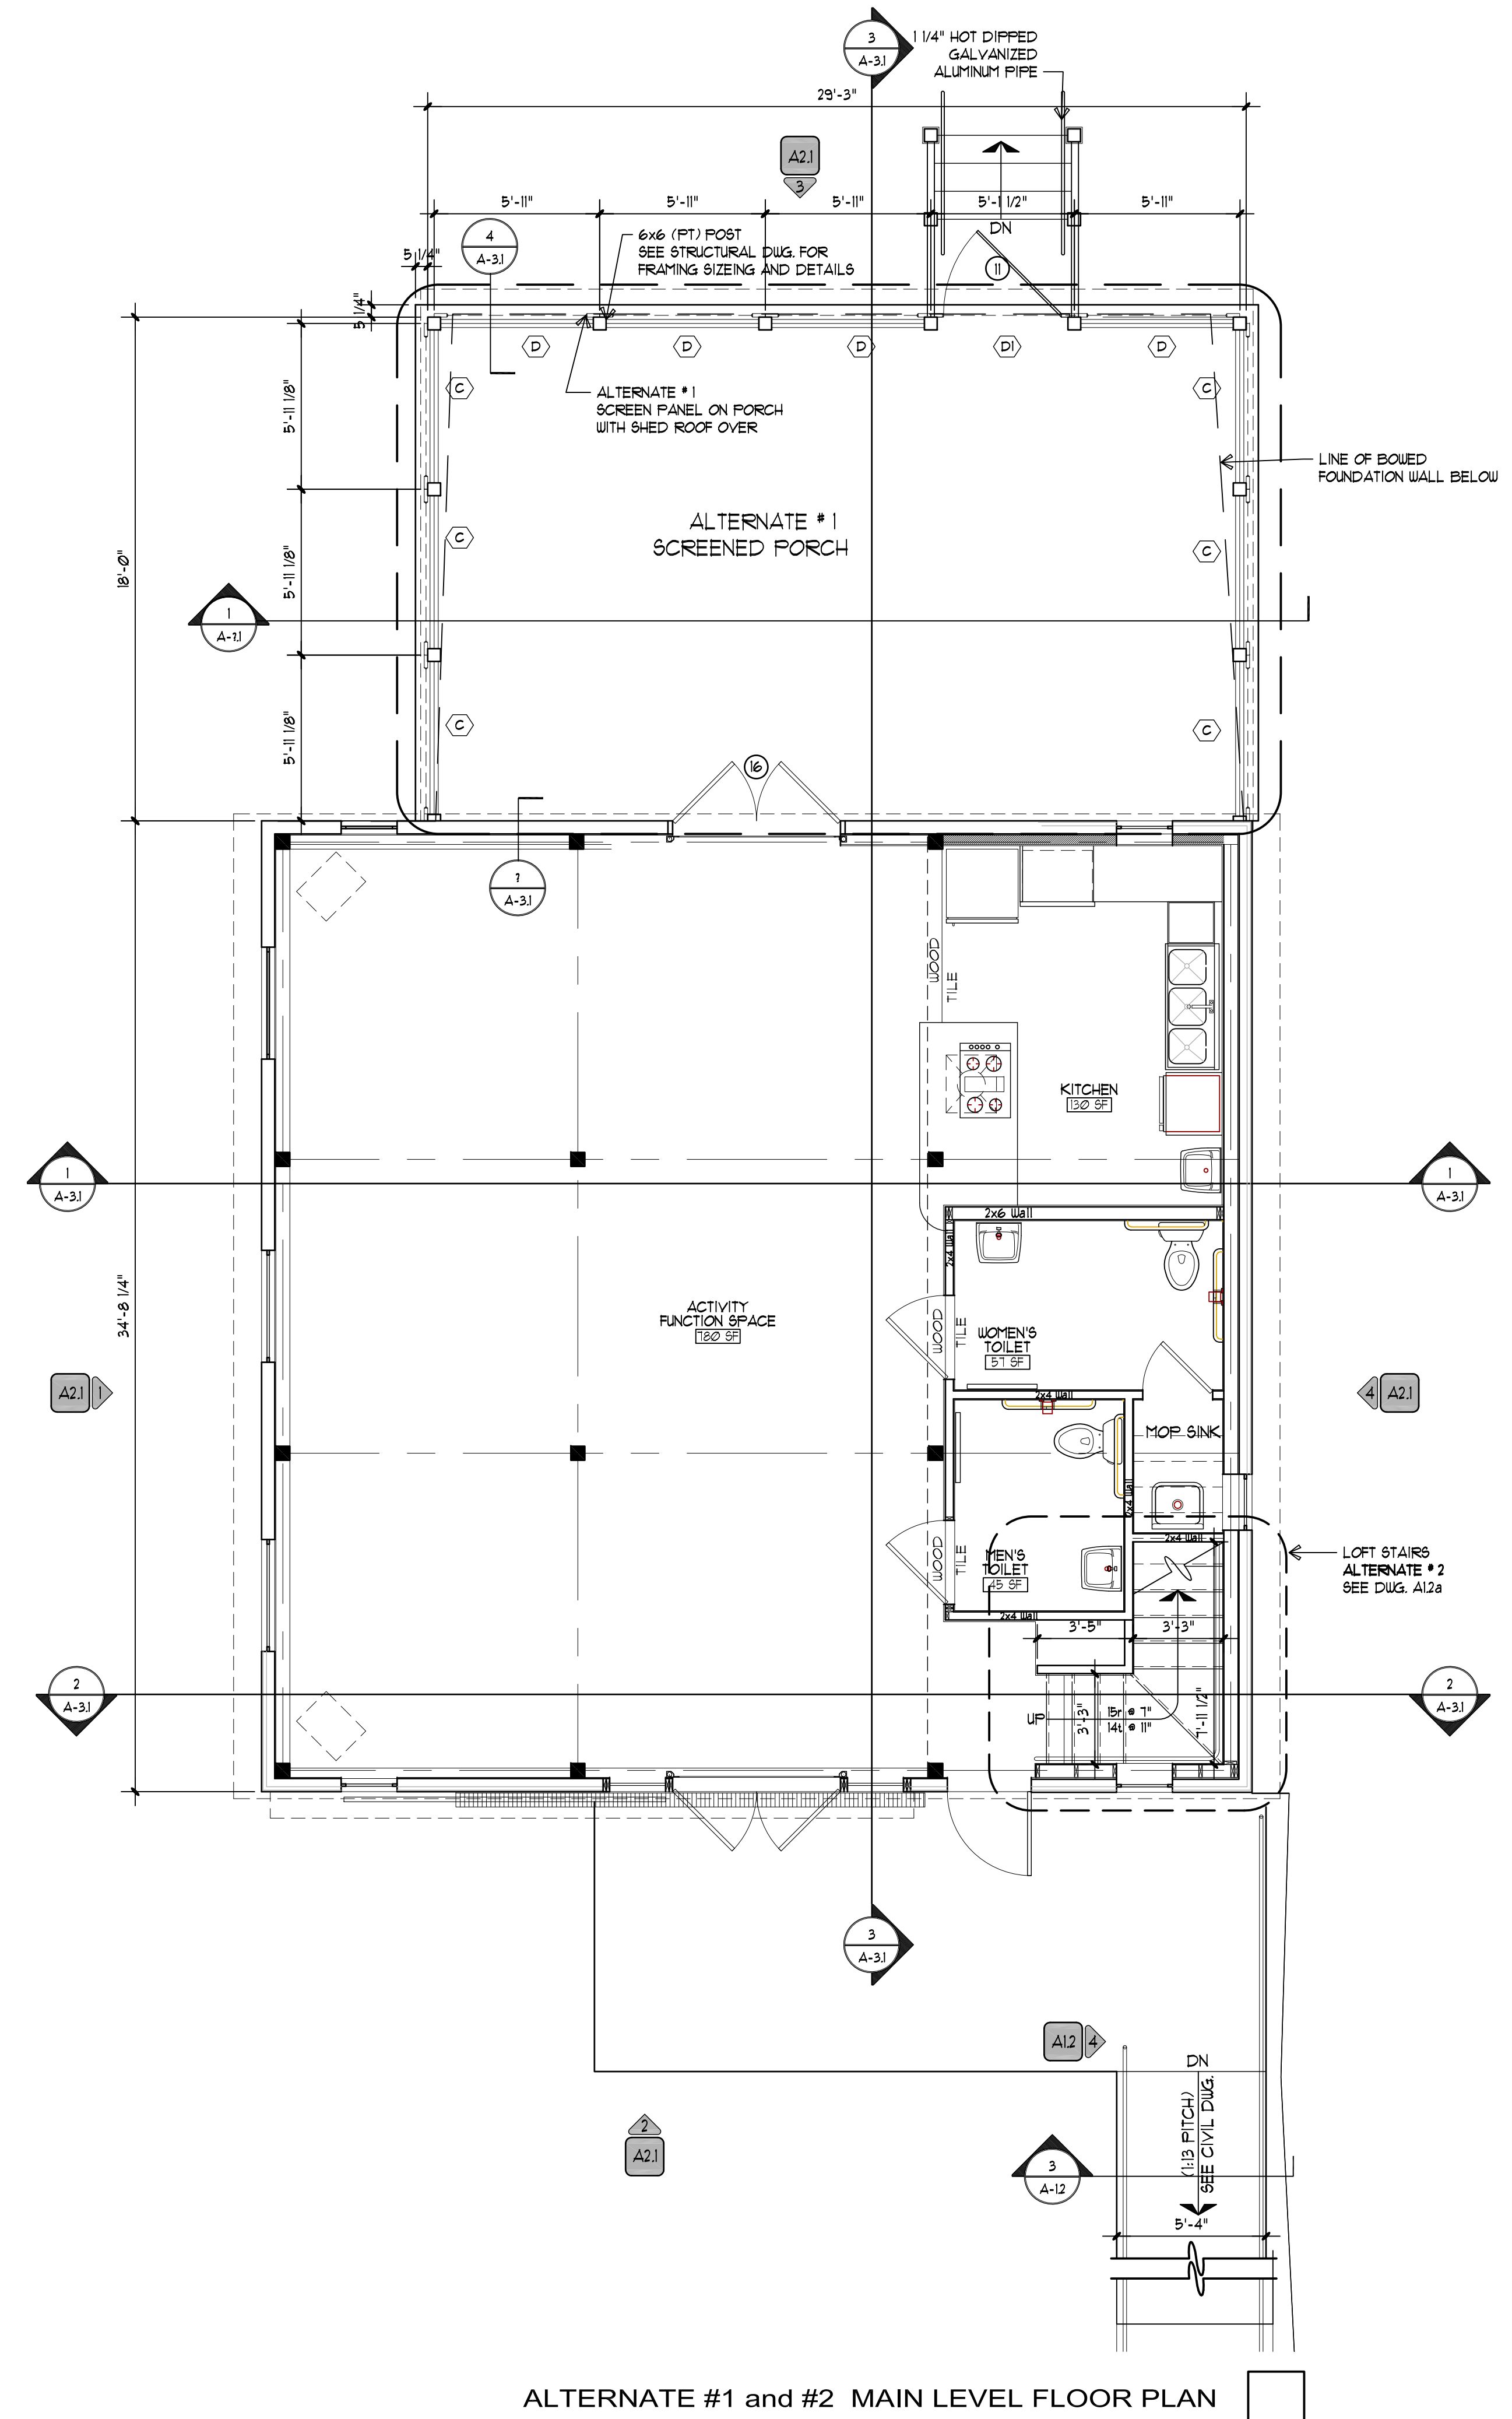 3
A-3.1
1 1/4" HOT DIPPED
GALVANIZED
ALUMINUM PIPE
29'-3"
A2.1
3
5'-11"
5'-11"
5'-11"
5'-1 1/2"
5'-11"
DN
4
A-3.1
6x6 (PT) POST
SEE STRUCTURAL DWG. FOR
FRAMING SIZEING AND DETAILS
11
5 1/4"
5 1/4"
D
D
D
D1
D
C
C
ALTERNATE #1
SCREEN PANEL ON PORCH
WITH SHED ROOF OVER
5'-11 1/8"
LINE OF BOWED
FOUNDATION WALL BELOW
ALTERNATE #1
SCREENED PORCH
C
C
18'-0"
5'-11 1/8"
1
A-?.1
C
C
5'-11 1/8"
16
?
A-3.1
WOOD
TILE
KITCHEN
130 SF
1
A-3.1
1
A-3.1
2x6 Wall
2x4 Wall
34'-8 1/4"
ACTIVITY
FUNCTION SPACE
780 SF
WOOD
TILE
WOMEN'S
TOILET
57 SF
A2.1
1
4
A2.1
2x4 Wall
MOP SINK
2x4 Wall
2x4 Wall
WOOD
TILE
MEN'S
TOILET
45 SF
LOFT STAIRS
ALTERNATE #2
SEE DWG. A1.2a
2x4 Wall
3'-5"
3'-3"
2
A-3.1
2
A-3.1
UP
3'-3"
15r @ 7"
14t @ 11"
7'-11 1/2"
3
A-3.1
A1.2
4
DN
(1:13 PITCH)
SEE CIVIL DWG.
2
A2.1
3
A-1.2
5'-4"
ALTERNATE #1 and #2 MAIN LEVEL FLOOR PLAN